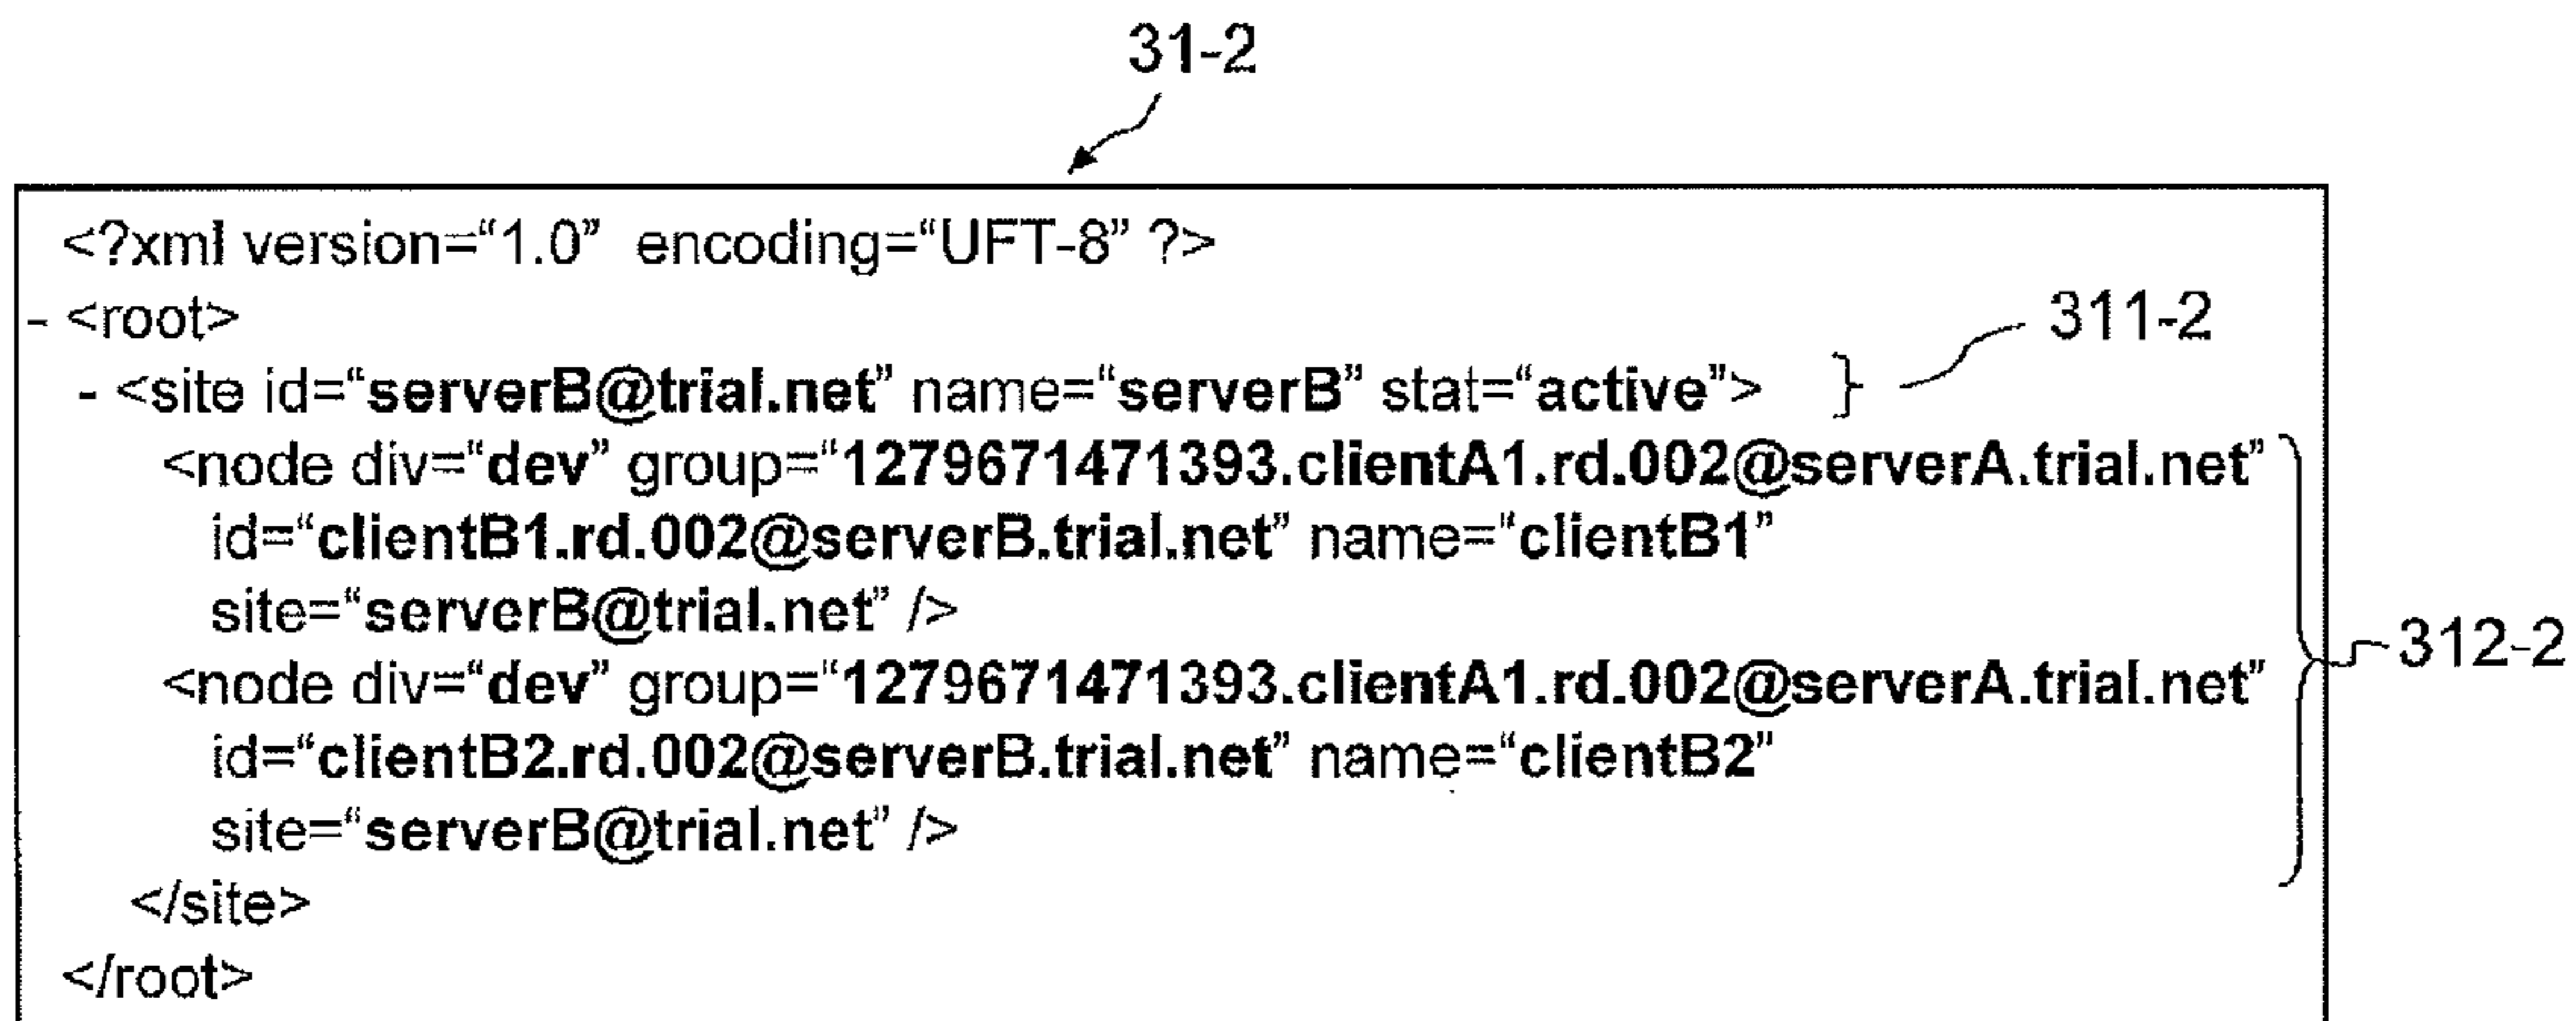 31-2
<?xml version=“1.0” encoding=“UFT-8” ?>
- <root>
- <site id=“serverB@trial.net” name=“serverB” stat=“active”>
311-2
<node div=“dev” group=“1279671471393.clientA1.rd.002@serverA.trial.net”
id=“clientB1.rd.002@serverB.trial.net” name=“clientB1”
site=“serverB@trial.net” />
312-2
<node div=“dev” group=“1279671471393.clientA1.rd.002@serverA.trial.net”
id=“clientB2.rd.002@serverB.trial.net” name=“clientB2”
site=“serverB@trial.net” />
</site>
</root>